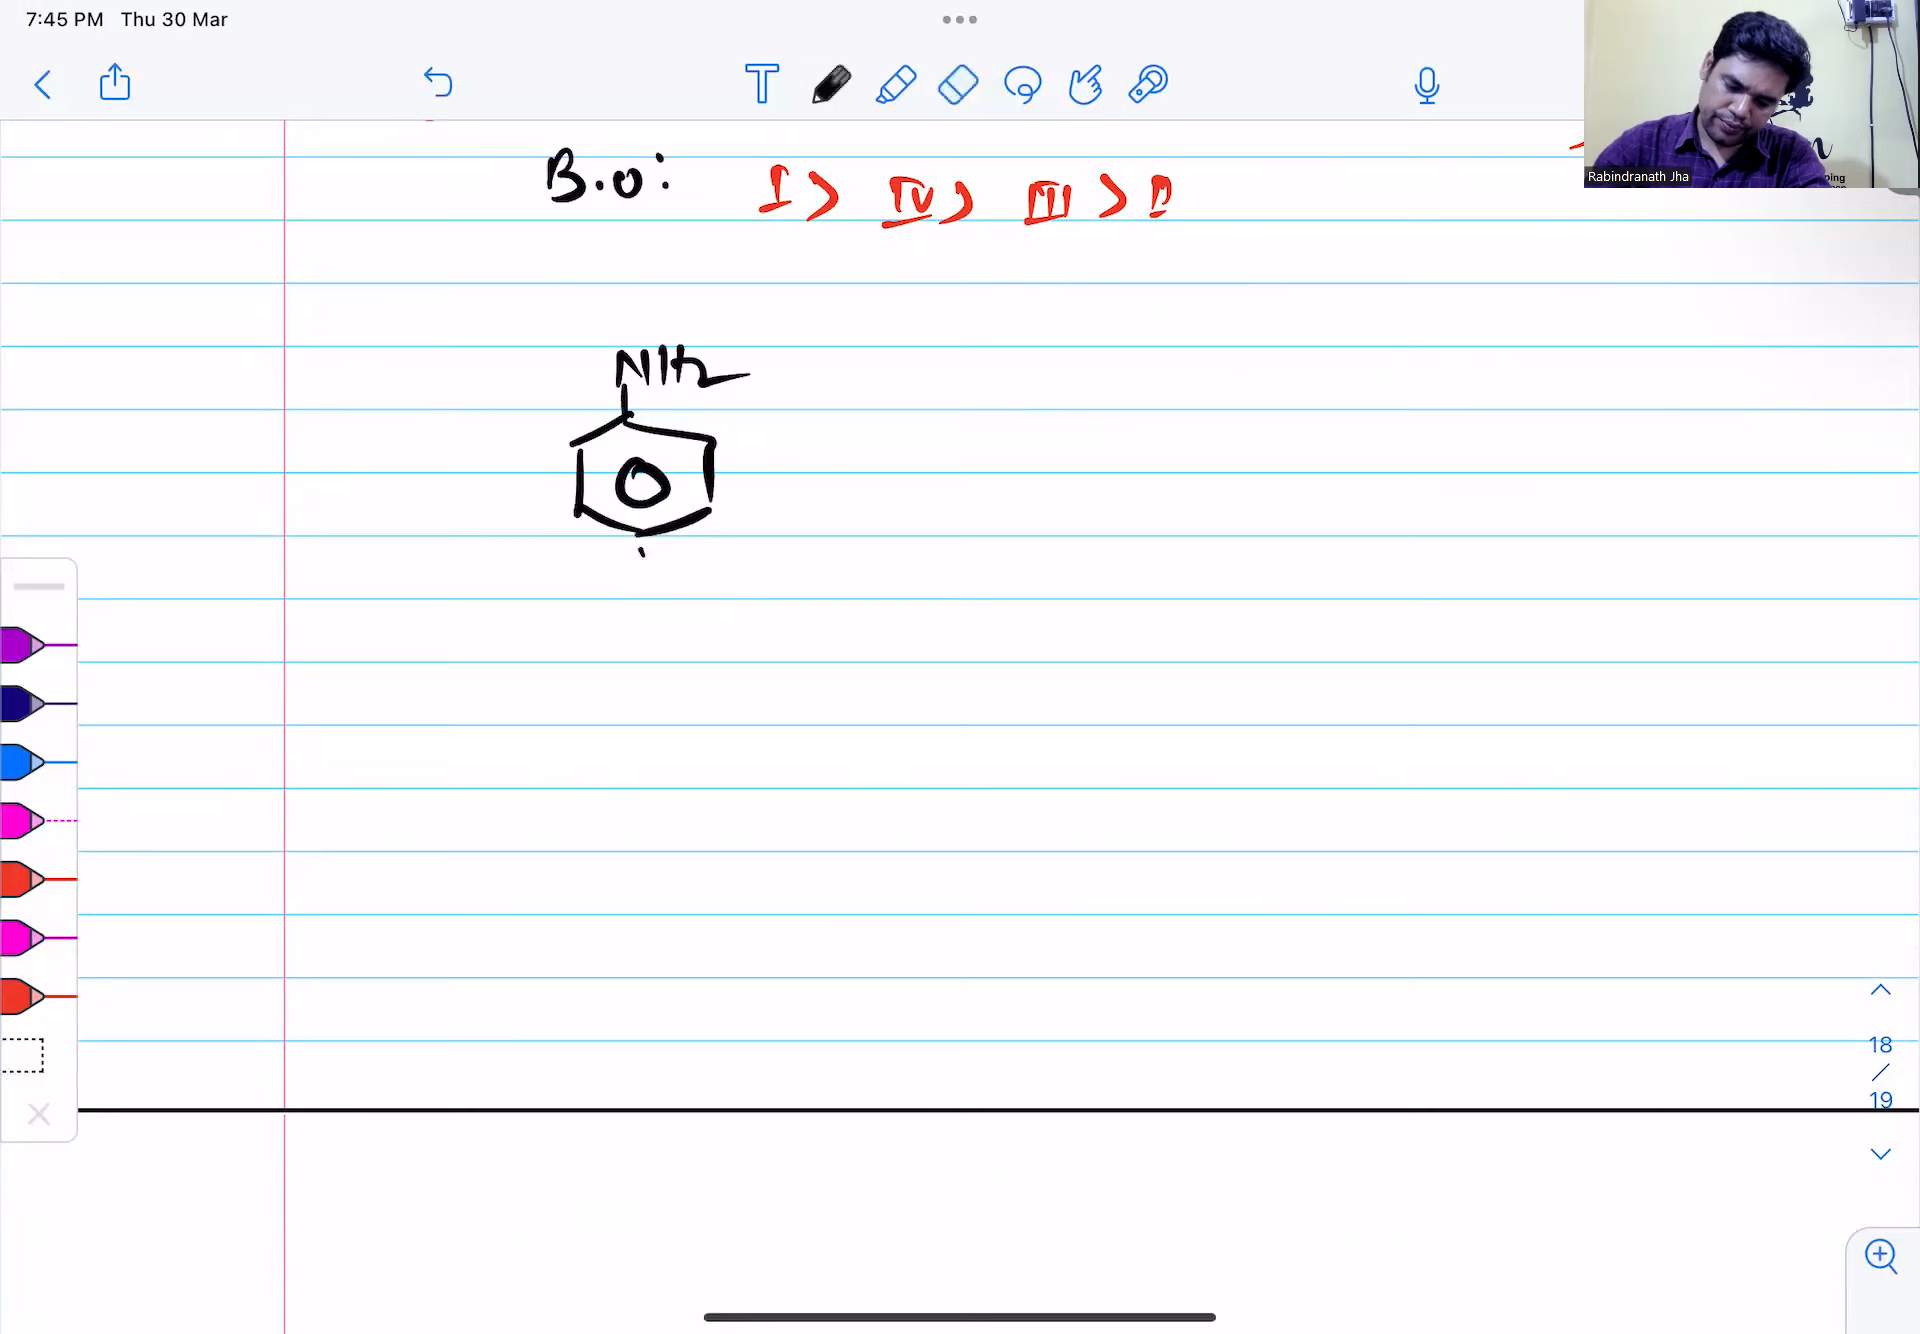 7:45 PM Thu 30 Mar
Rabindranath Jha
B.O: I > IV > III > II
NH2
18
/
19